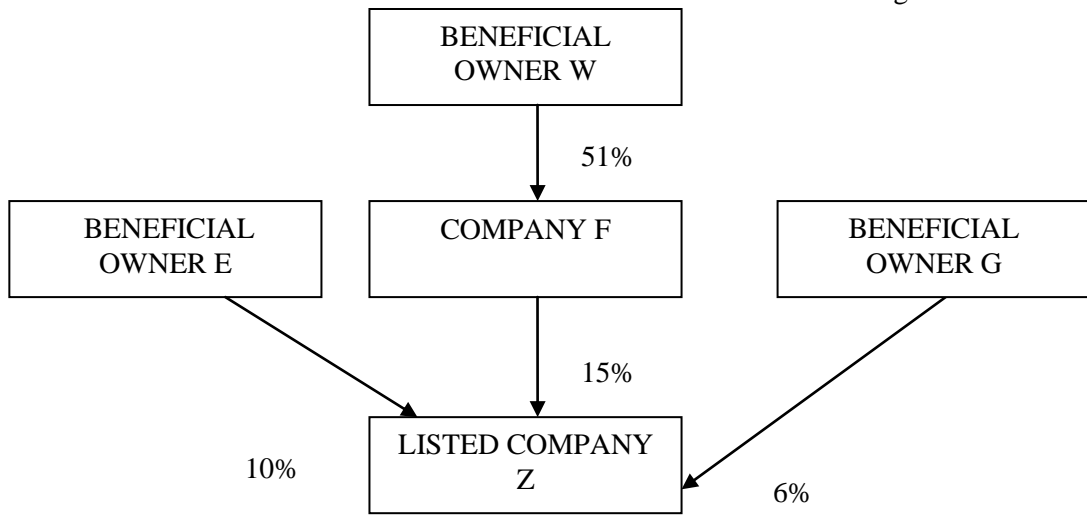 BENEFICIAL
OWNER W
51%
BENEFICIAL
OWNER E
COMPANY F
BENEFICIAL
OWNER G
15%
LISTED COMPANY
Z
10%
6%